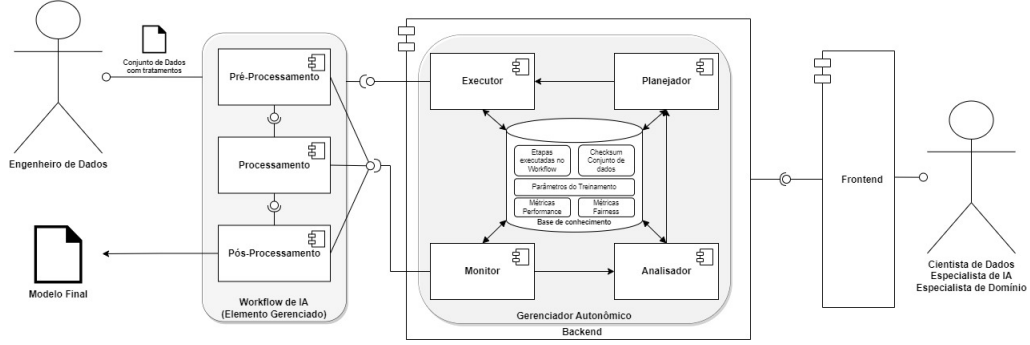 Conjunto de Dados
com tratamentos
Engenheiro de Dados
Modelo Final
Pré-Processamento
Processamento
Pós-Processamento
Workflow de IA
(Elemento Gerenciado)
Executor
Planejador
Etapas
executadas no
Workflow
Checksum
Conjunto de
dados
Parâmetros do Treinamento
Métricas
Performance
Métricas
Fairness
Base de conhecimento
Monitor
Analisador
Gerenciador Autonômico
Backend
Frontend
Cientista de Dados
Especialista de IA
Especialista de Domínio